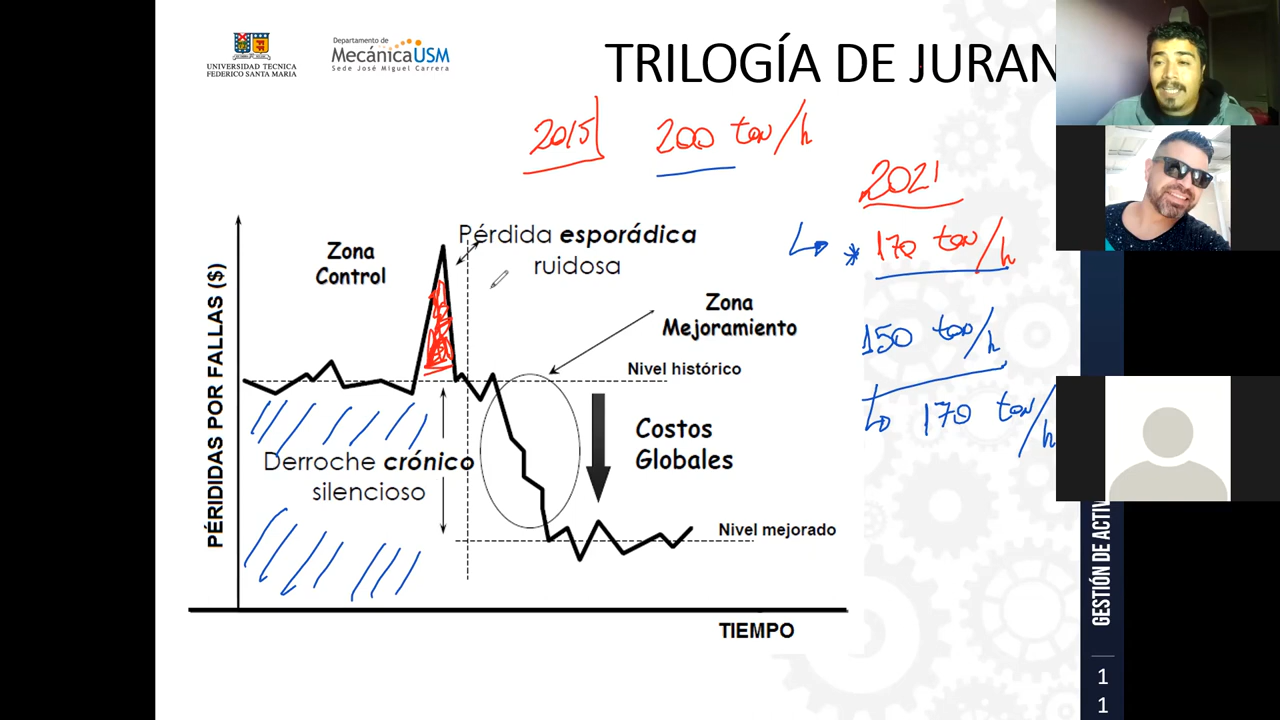 UNIVERSIDAD TECNICA
FEDERICO SANTA MARIA
Departamento de
MecánicaUSM
Sede José Miguel Carrera
TRILOGÍA DE JURAN
2015
200 ton/h
2021
* 170 ton/h
150 ton/h
170 ton/h
PÉRIDIDAS POR FALLAS ($)
Zona
Control
Pérdida esporádica
ruidosa
Zona
Mejoramiento
Nivel histórico
Costos
Globales
Derroche crónico
silencioso
Nivel mejorado
TIEMPO
GESTIÓN DE ACTIV
1
1